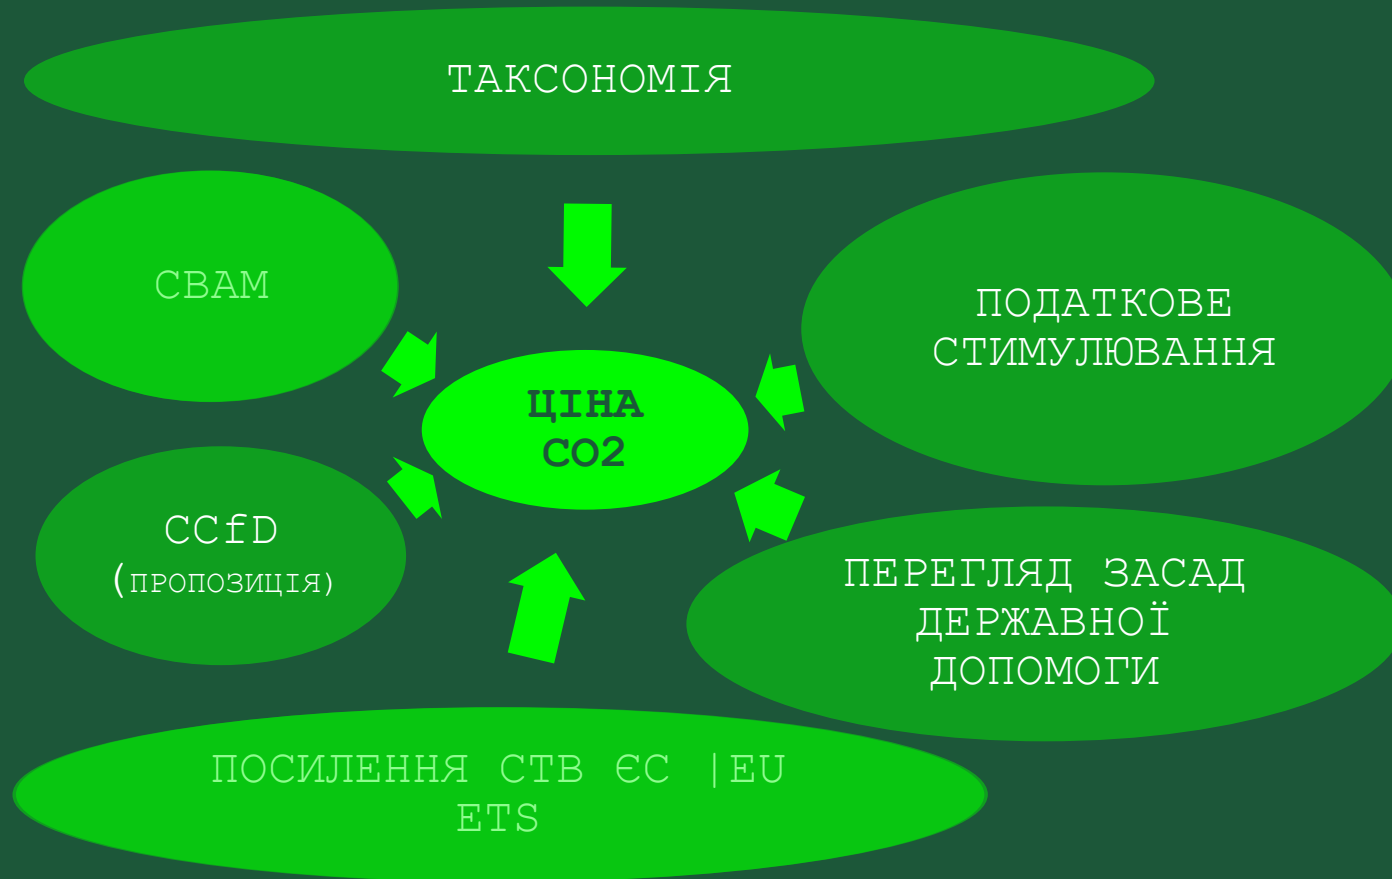 ТАКСОНОМІЯ
CBAM
ПОДАТКОВЕ
СТИМУЛЮВАННЯ
ЦІНА
CO2
CCfD
(ПРОПОЗИЦІЯ)
ПЕРЕГЛЯД ЗАСАД
ДЕРЖАВНОЇ
ДОПОМОГИ
ПОСИЛЕННЯ СТВ ЄС |EU
ETS